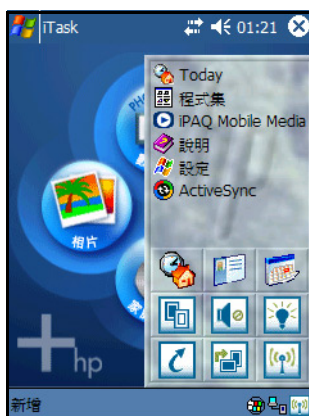 iTask 01:21
Today
程式集
iPAQ Mobile Media
說明
設定
ActiveSync
PHO
相片
hp
新增